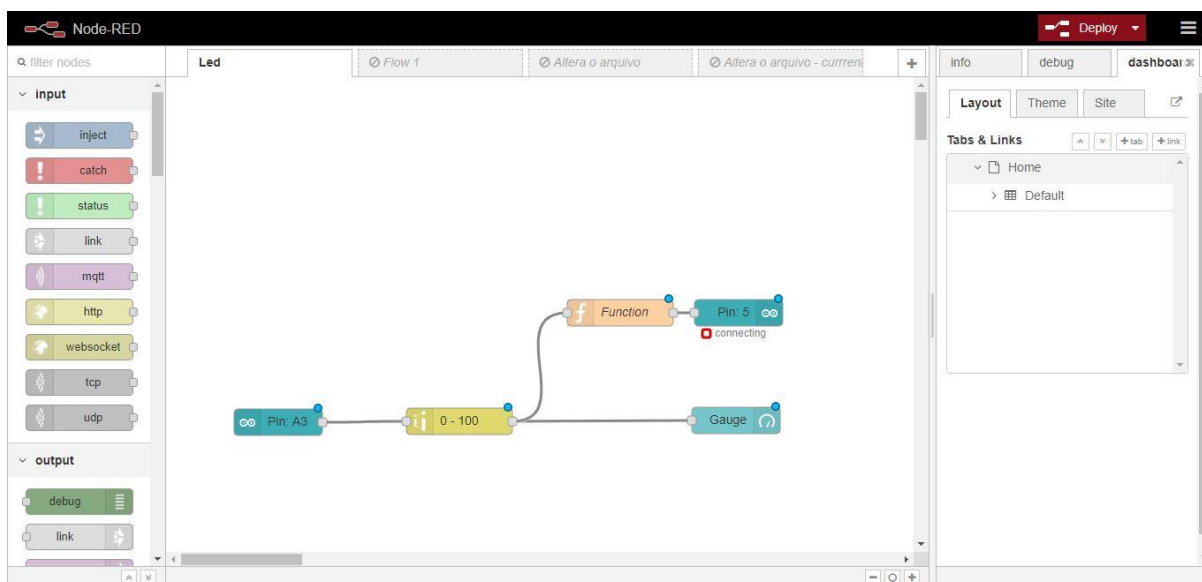 Node-RED
Deploy
filter nodes
Led
Flow 1
Altera o arquivo
Altera o arquivo - currren
info
debug
dashboar
input
inject
catch
status
link
mqtt
http
websocket
tcp
udp
output
debug
link
Function
Pin: 5
connecting
Pin: A3
0 - 100
Gauge
Layout
Theme
Site
Tabs & Links
+ tab
+ link
Home
Default